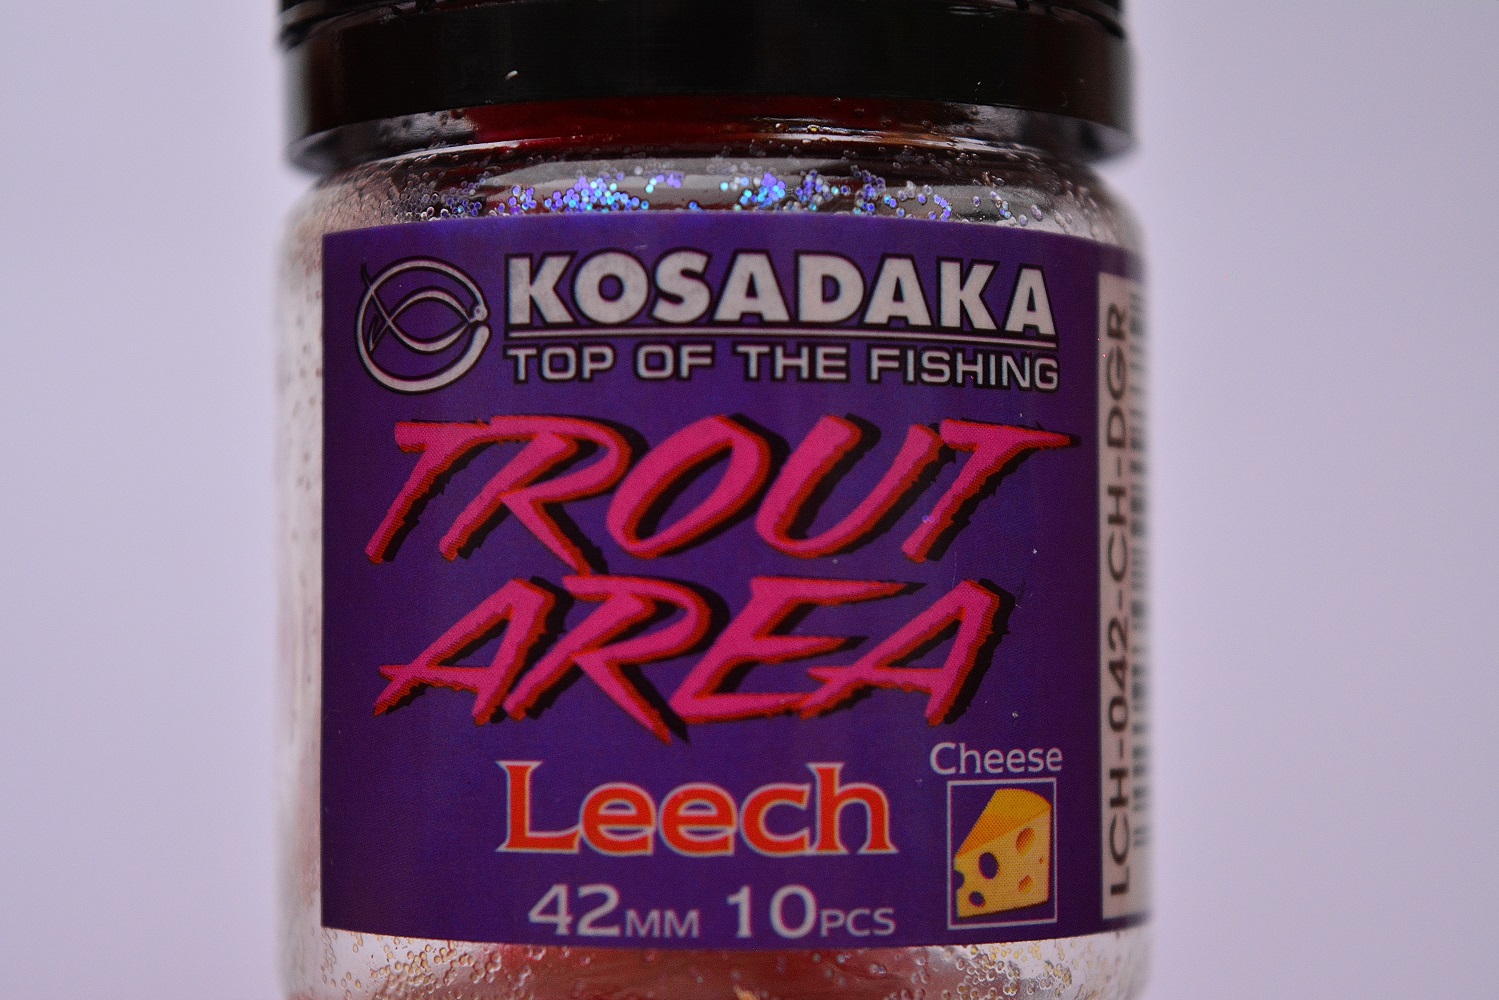 KOSADAKA
TOP OF THE FISHING
TROUT
AREA
Leech
Cheese
42MM 10PCS
LCH-042-CH-DGR